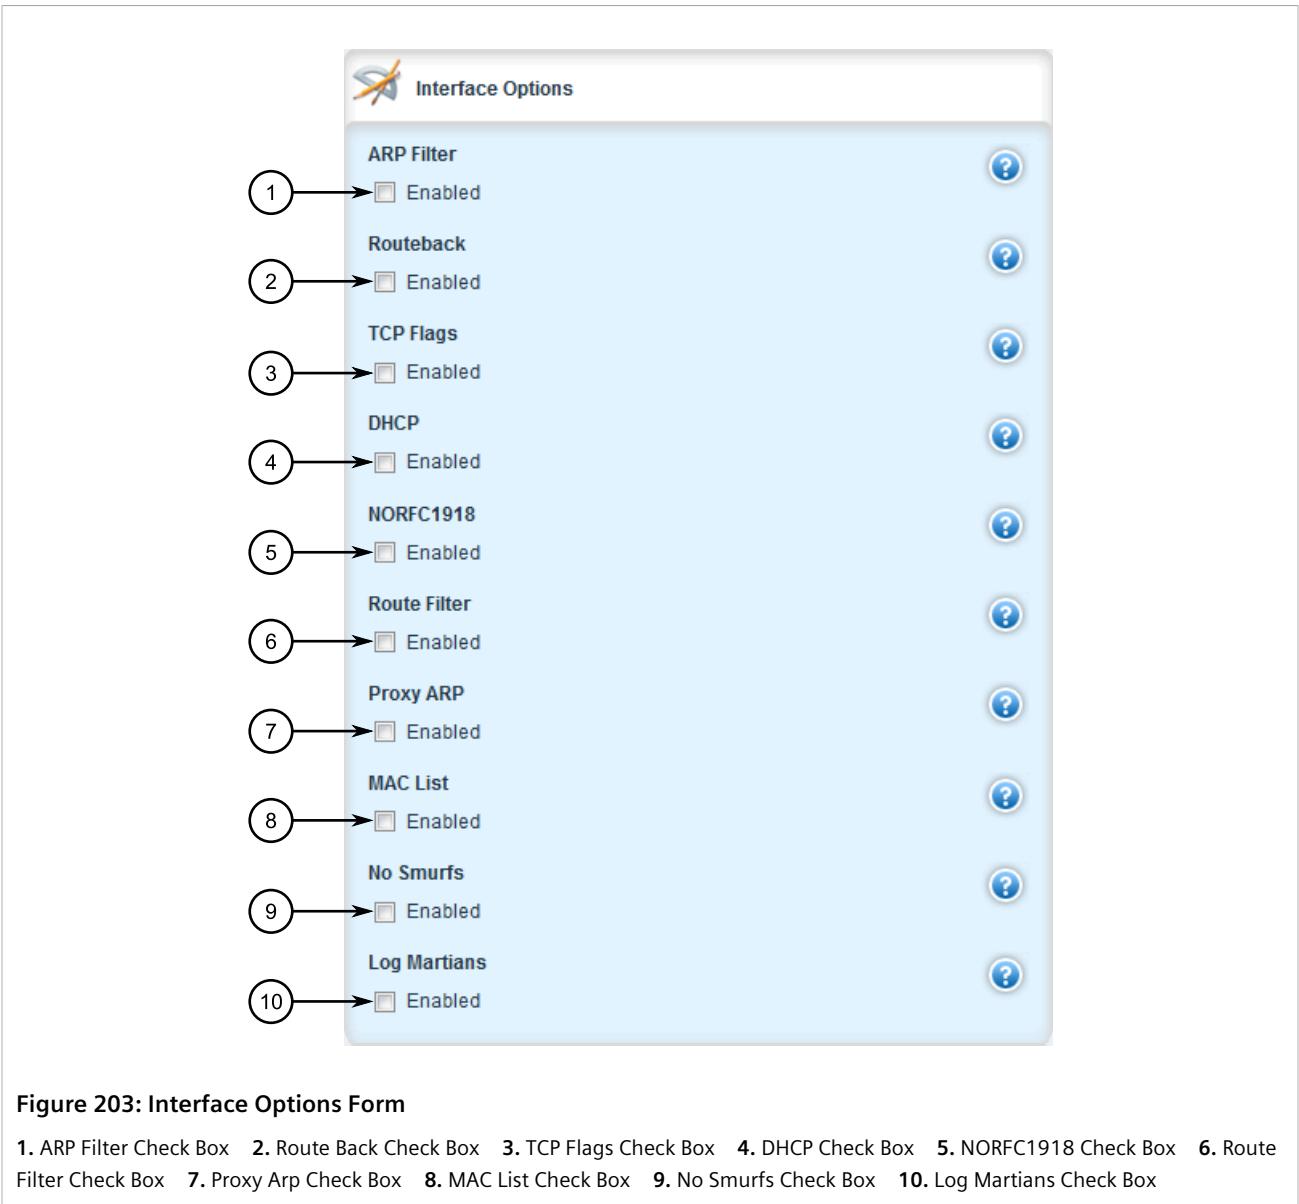 Interface Options
ARP Filter
1 Enabled
Routeback
2 Enabled
TCP Flags
3 Enabled
DHCP
4 Enabled
NORFC1918
5 Enabled
Route Filter
6 Enabled
Proxy ARP
7 Enabled
MAC List
8 Enabled
No Smurfs
9 Enabled
Log Martians
10 Enabled
Figure 203: Interface Options Form
1. ARP Filter Check Box 2. Route Back Check Box 3. TCP Flags Check Box 4. DHCP Check Box 5. NORFC1918 Check Box 6. Route
Filter Check Box 7. Proxy Arp Check Box 8. MAC List Check Box 9. No Smurfs Check Box 10. Log Martians Check Box